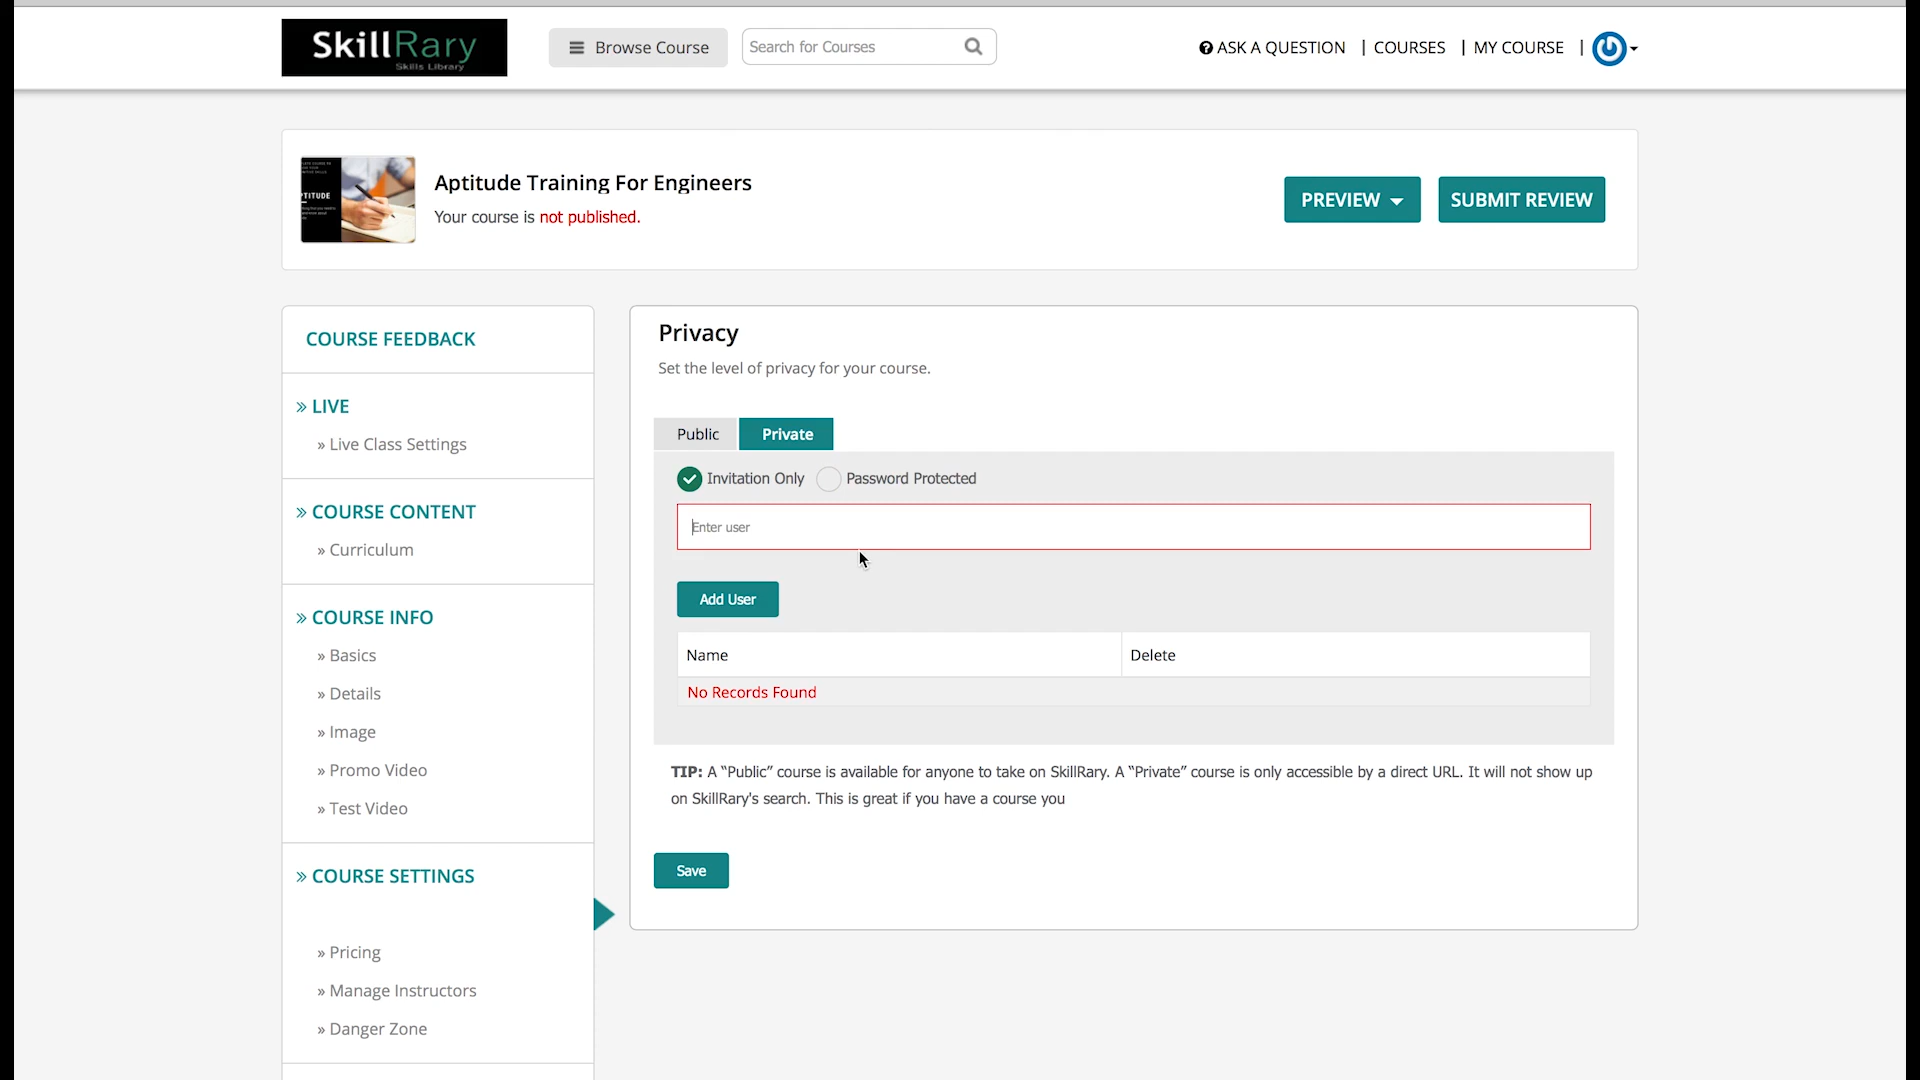 SkillRary
Skills Library
Browse Course
Search for Courses
ASK A QUESTION | COURSES | MY COURSE |
PTITUDE
Aptitude Training For Engineers
Your course is not published.
PREVIEW
SUBMIT REVIEW
COURSE FEEDBACK
» LIVE
» Live Class Settings
» COURSE CONTENT
» Curriculum
» COURSE INFO
» Basics
» Details
» Image
» Promo Video
» Test Video
» COURSE SETTINGS
» Pricing
» Manage Instructors
» Danger Zone
Privacy
Set the level of privacy for your course.
Public Private
Invitation Only Password Protected
Enter user
Add User
Name Delete
No Records Found
TIP: A “Public” course is available for anyone to take on SkillRary. A “Private” course is only accessible by a direct URL. It will not show up
on SkillRary's search. This is great if you have a course you
Save